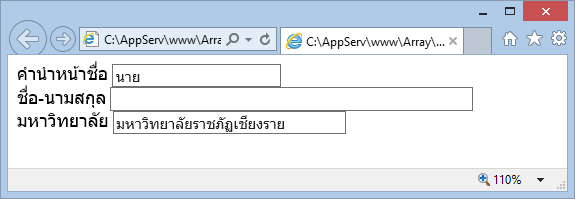 C:\AppServ\www\Arra
C:\AppServ\www\Array\...
คำนำหน้าชื่อ นาย
ชื่อ-นามสกุล
มหาวิทยาลัย มหาวิทยาลัยราชภัฏเชียงราย
110%